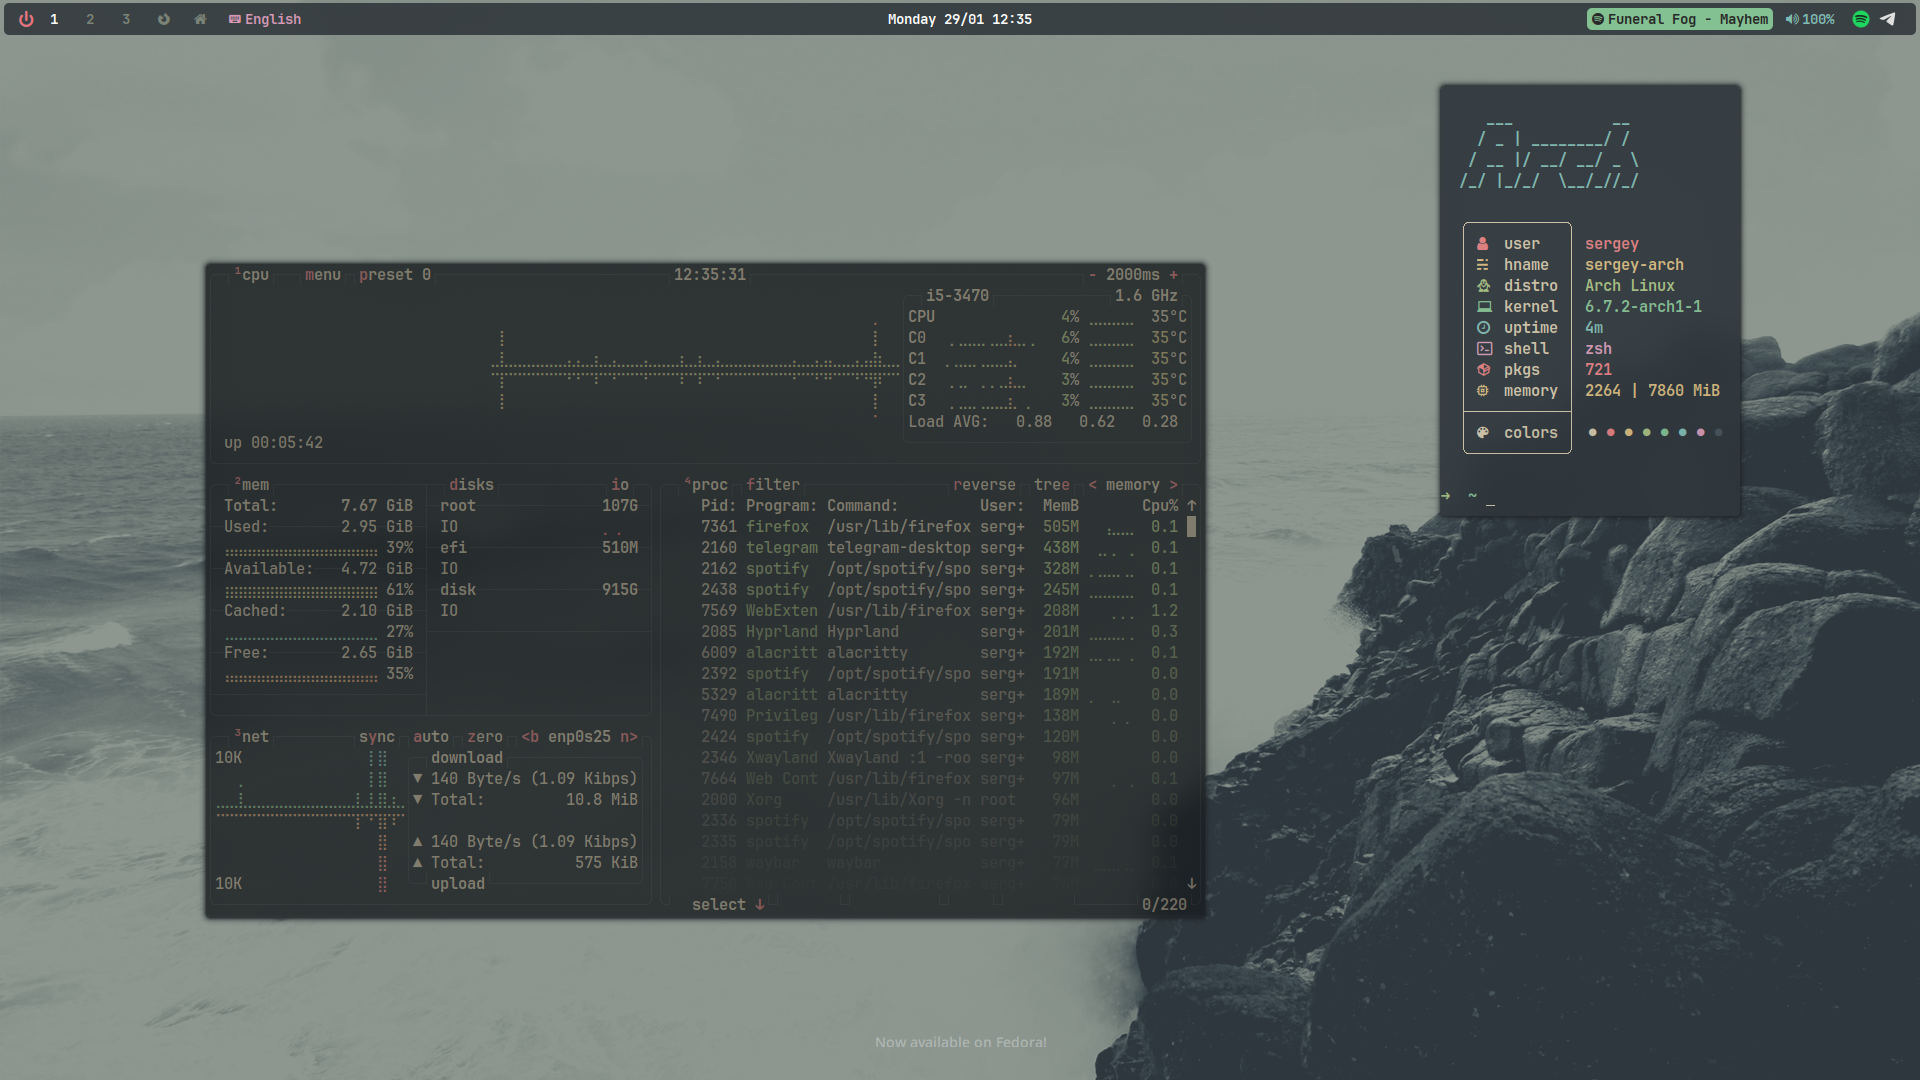 1 2 3 English
Monday 29/01 12:35
Funeral Fog - Mayhem 100%
1cpu menu preset 0 12:35:31 - 2000ms +
i5-3470 1.6 GHz
CPU 4% 35°C
C0 6% 35°C
C1 4% 35°C
C2 3% 35°C
C3 3% 35°C
Load AVG: 0.88 0.62 0.28
up 00:05:42
2mem disks io
Total: 7.67 GiB
Used: 2.95 GiB
39%
Available: 4.72 GiB
61%
Cached: 2.10 GiB
27%
Free: 2.65 GiB
35%
root 107G
IO
efi 510M
IO
disk 915G
IO
3net sync auto zero <b enp0s25 n>
10K
10K
download
▼ 140 Byte/s (1.09 Kibps)
▼ Total: 10.8 MiB
▲ 140 Byte/s (1.09 Kibps)
▲ Total: 575 KiB
upload
4proc filter reverse tree < memory >
Pid: Program: Command: User: MemB Cpu% ↑
7361 firefox /usr/lib/firefox serg+ 505M 0.1
2160 telegram telegram-desktop serg+ 438M 0.1
2162 spotify /opt/spotify/spo serg+ 328M 0.1
2438 spotify /opt/spotify/spo serg+ 245M 0.1
7569 WebExten /usr/lib/firefox serg+ 208M 1.2
2085 Hyprland Hyprland serg+ 201M 0.3
6009 alacritt alacritty serg+ 192M 0.1
2392 spotify /opt/spotify/spo serg+ 191M 0.0
5329 alacritt alacritty serg+ 189M 0.0
7490 Privileg /usr/lib/firefox serg+ 138M 0.0
2424 spotify /opt/spotify/spo serg+ 120M 0.0
2346 Xwayland Xwayland :1 -roo serg+ 98M 0.0
7664 Web Cont /usr/lib/firefox serg+ 97M 0.1
2000 Xorg /usr/lib/Xorg -n root 96M 0.0
2336 spotify /opt/spotify/spo serg+ 79M 0.0
2335 spotify /opt/spotify/spo serg+ 79M 0.0
2158 waybar waybar serg+ 77M 0.1
select ↓ 0/220
user sergey
hname sergey-arch
distro Arch Linux
kernel 6.7.2-arch1-1
uptime 4m
shell zsh
pkgs 721
memory 2264 | 7860 MiB
colors
→ ~ _
Now available on Fedora!